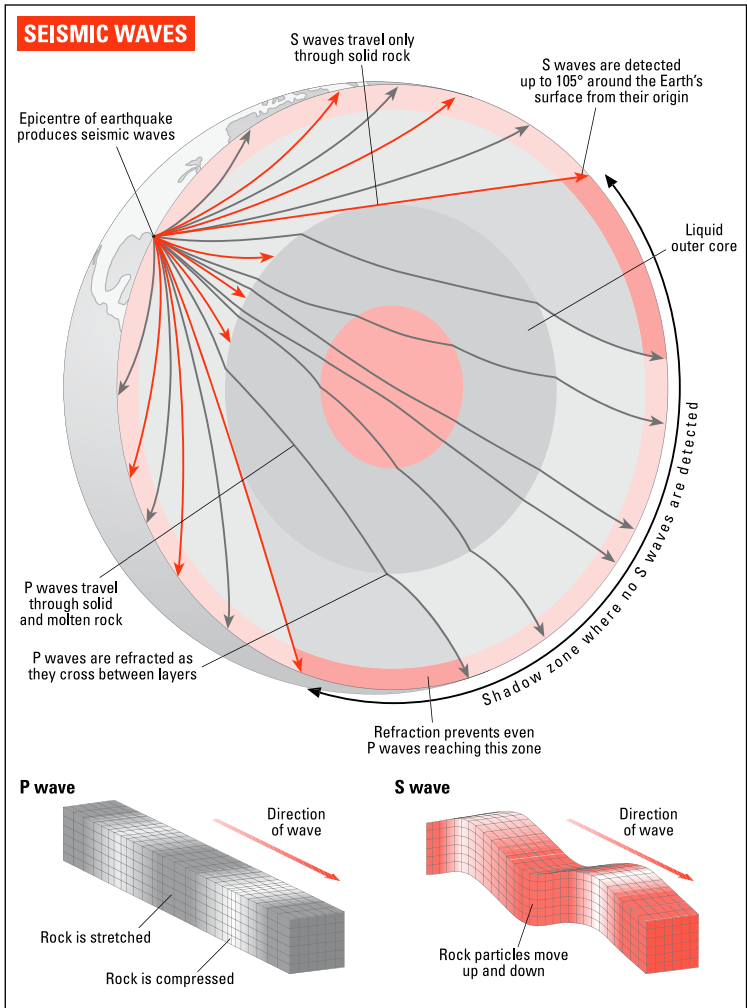 SEISMIC WAVES
S waves travel only
through solid rock
S waves are detected
up to 105° around the Earth's
surface from their origin
Epicentre of earthquake
produces seismic waves
Liquid
outer core
Shadow zone where no S waves are detected
P waves travel
through solid
and molten rock
P waves are refracted as
they cross between layers
Refraction prevents even
P waves reaching this zone
P wave
Direction
of wave
Rock is stretched
Rock is compressed
S wave
Direction
of wave
Rock particles move
up and down